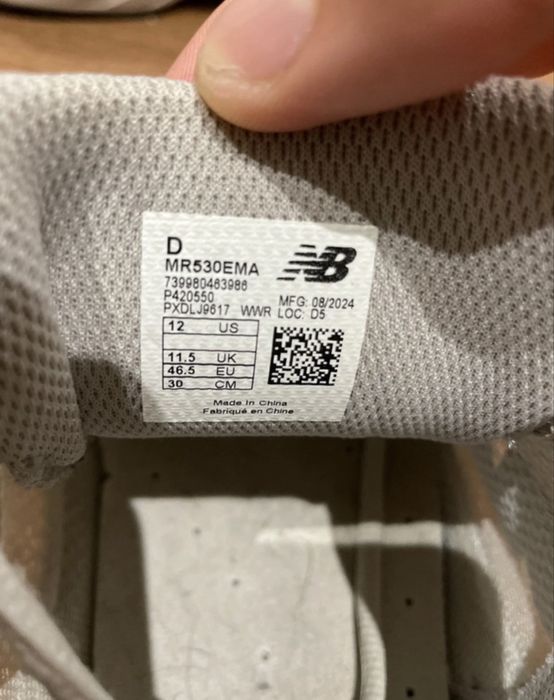 D
MR530EMA
NB
739980463986
P420550
MFG: 08/2024
PXDLJ9617 WWR LOC: D5
12 US
11.5 UK
46.5 EU
30 CM
Made in China
Fabriqué en Chine